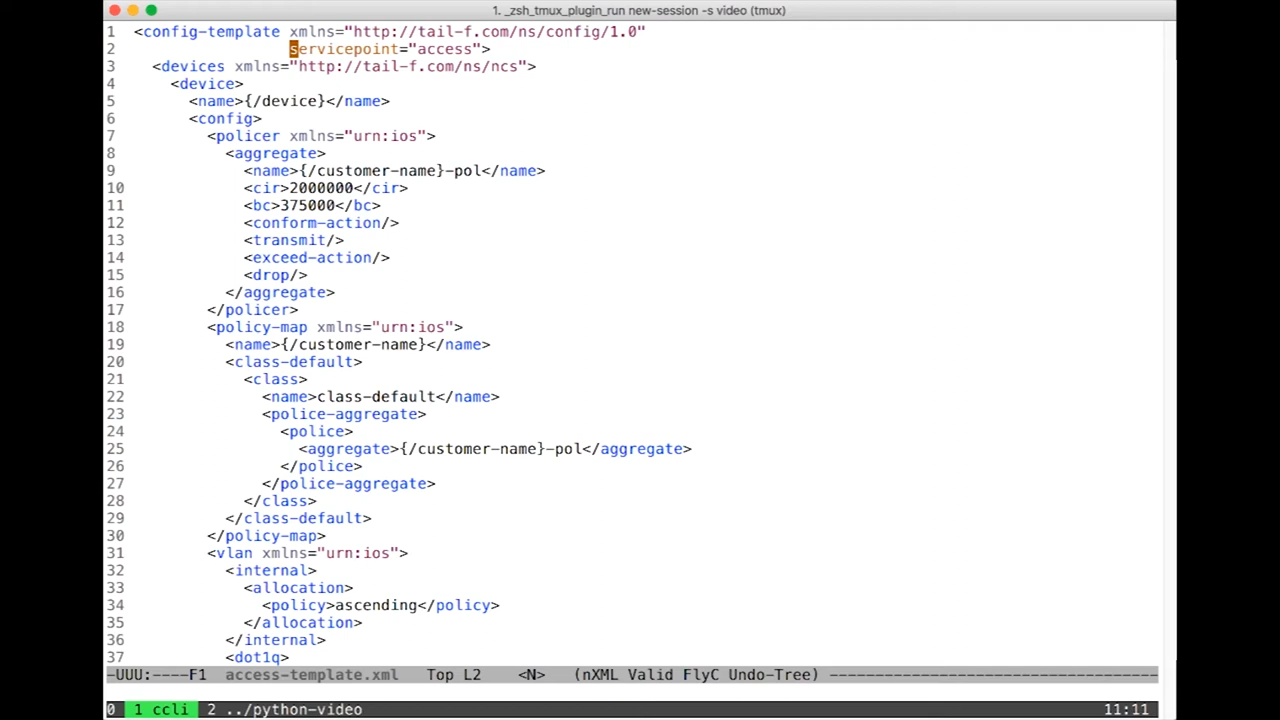 1. _zsh_tmux_plugin_run new-session -s video (tmux)
1 <config-template xmlns="http://tail-f.com/ns/config/1.0"
2 servicepoint="access">
3 <devices xmlns="http://tail-f.com/ns/ncs">
4 <device>
5 <name>{/device}</name>
6 <config>
7 <policer xmlns="urn:ios">
8 <aggregate>
9 <name>{/customer-name}-pol</name>
10 <cir>2000000</cir>
11 <bc>375000</bc>
12 <conform-action/>
13 <transmit/>
14 <exceed-action/>
15 <drop/>
16 </aggregate>
17 </policer>
18 <policy-map xmlns="urn:ios">
19 <name>{/customer-name}</name>
20 <class-default>
21 <class>
22 <name>class-default</name>
23 <police-aggregate>
24 <police>
25 <aggregate>{/customer-name}-pol</aggregate>
26 </police>
27 </police-aggregate>
28 </class>
29 </class-default>
30 </policy-map>
31 <vlan xmlns="urn:ios">
32 <internal>
33 <allocation>
34 <policy>ascending</policy>
35 </allocation>
36 </internal>
37 <dot1q>
-UUU:----F1 access-template.xml Top L2 <N> (nXML Valid FlyC Undo-Tree) ------------------------------------
0 1 ccli 2 ../python-video 11:11